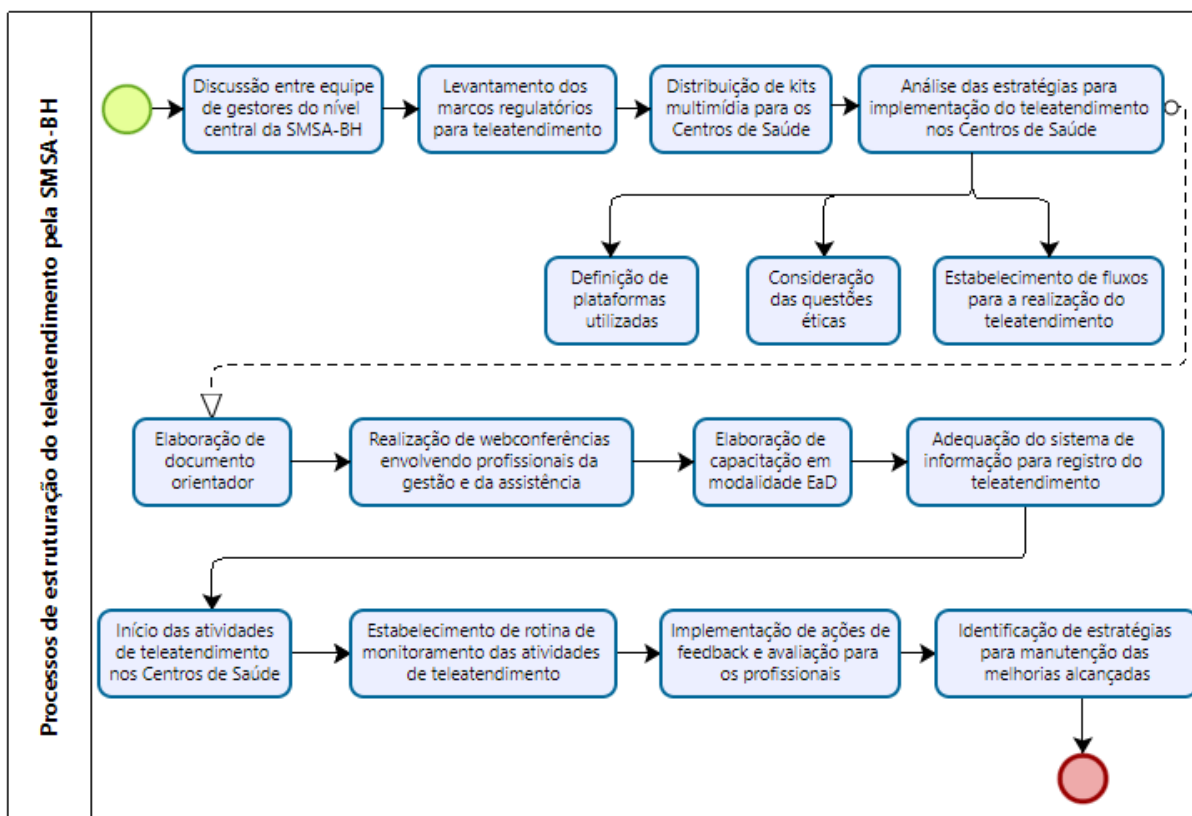 Processos de estruturação do teleatendimento pela SMSA-BH
Discussão entre equipe
de gestores do nível
central da SMSA-BH
Levantamento dos
marcos regulatórios
para teleatendimento
Distribuição de kits
multimídia para os
Centros de Saúde
Análise das estratégias para
implementação do teleatendimento
nos Centros de Saúde
Definição de
plataformas
utilizadas
Consideração
das questões
éticas
Estabelecimento de fluxos
para a realização do
teleatendimento
Elaboração de
documento
orientador
Realização de webconferências
envolvendo profissionais da
gestão e da assistência
Elaboração de
capacitação em
modalidade EaD
Adequação do sistema de
informação para registro do
teleatendimento
Início das atividades
de teleatendimento
nos Centros de Saúde
Estabelecimento de rotina de
monitoramento das atividades
de teleatendimento
Implementação de ações de
feedback e avaliação para
os profissionais
Identificação de estratégias
para manutenção das
melhorias alcançadas